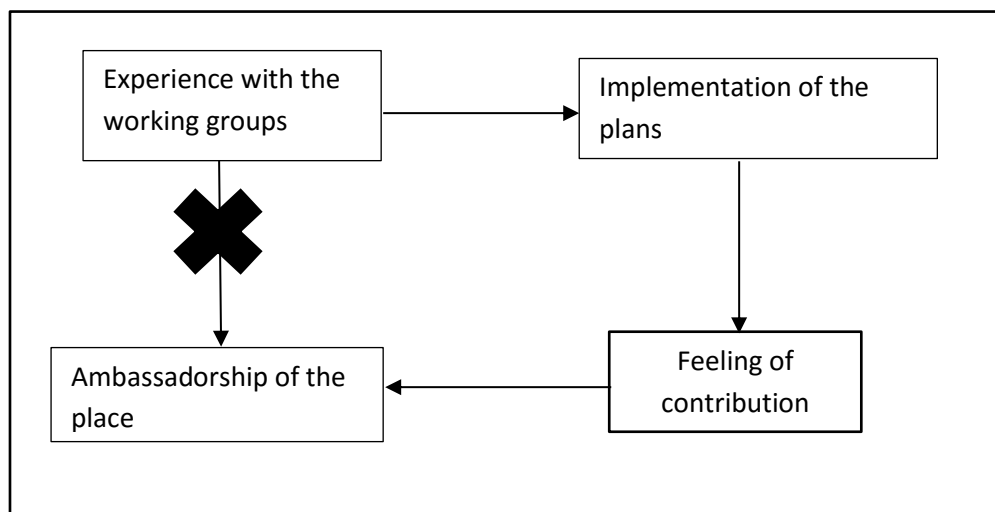 Experience with the
working groups
Implementation of the
plans
Ambassadorship of the
place
Feeling of
contribution